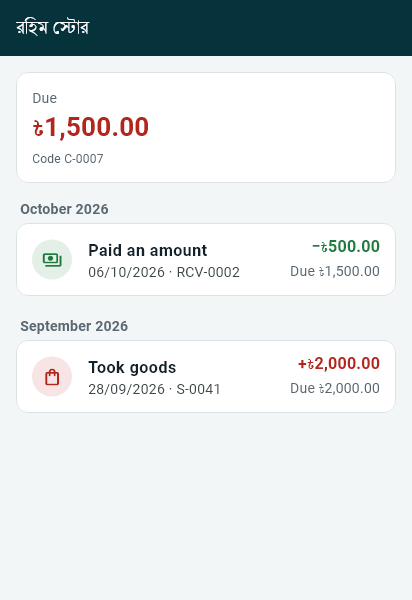 রহিম স্টোর
Due
৳1,500.00
Code C-0007
October 2026
Paid an amount
−৳500.00
06/10/2026 · RCV-0002
Due ৳1,500.00
September 2026
Took goods
+৳2,000.00
28/09/2026 · S-0041
Due ৳2,000.00